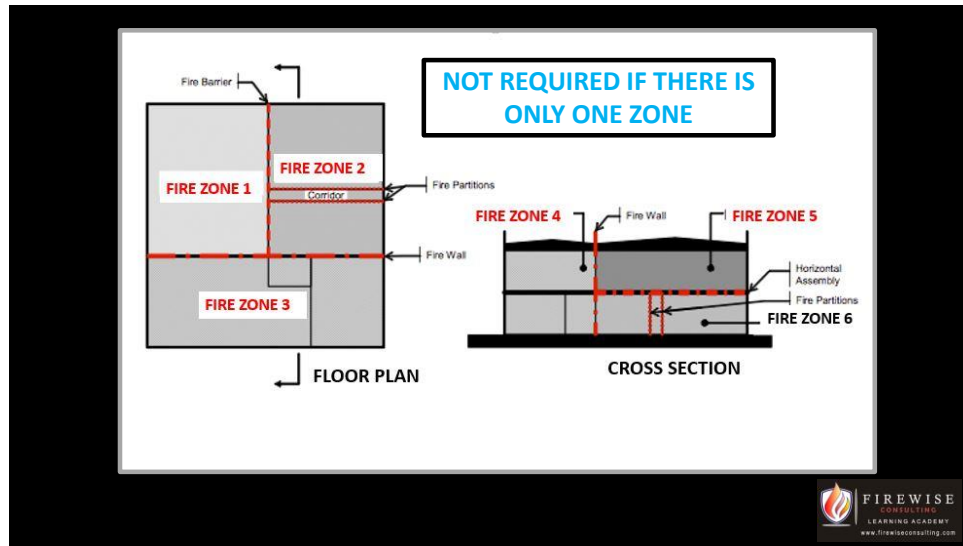 NOT REQUIRED IF THERE IS
ONLY ONE ZONE
Fire Barrier
FIRE ZONE 1
FIRE ZONE 2
Corridor
Fire Partitions
Fire Wall
FIRE ZONE 3
FLOOR PLAN
FIRE ZONE 4
Fire Wall
FIRE ZONE 5
Horizontal
Assembly
Fire Partitions
FIRE ZONE 6
CROSS SECTION
FIREWISE
CONSULTING
LEARNING ACADEMY
www.firewiseconsulting.com